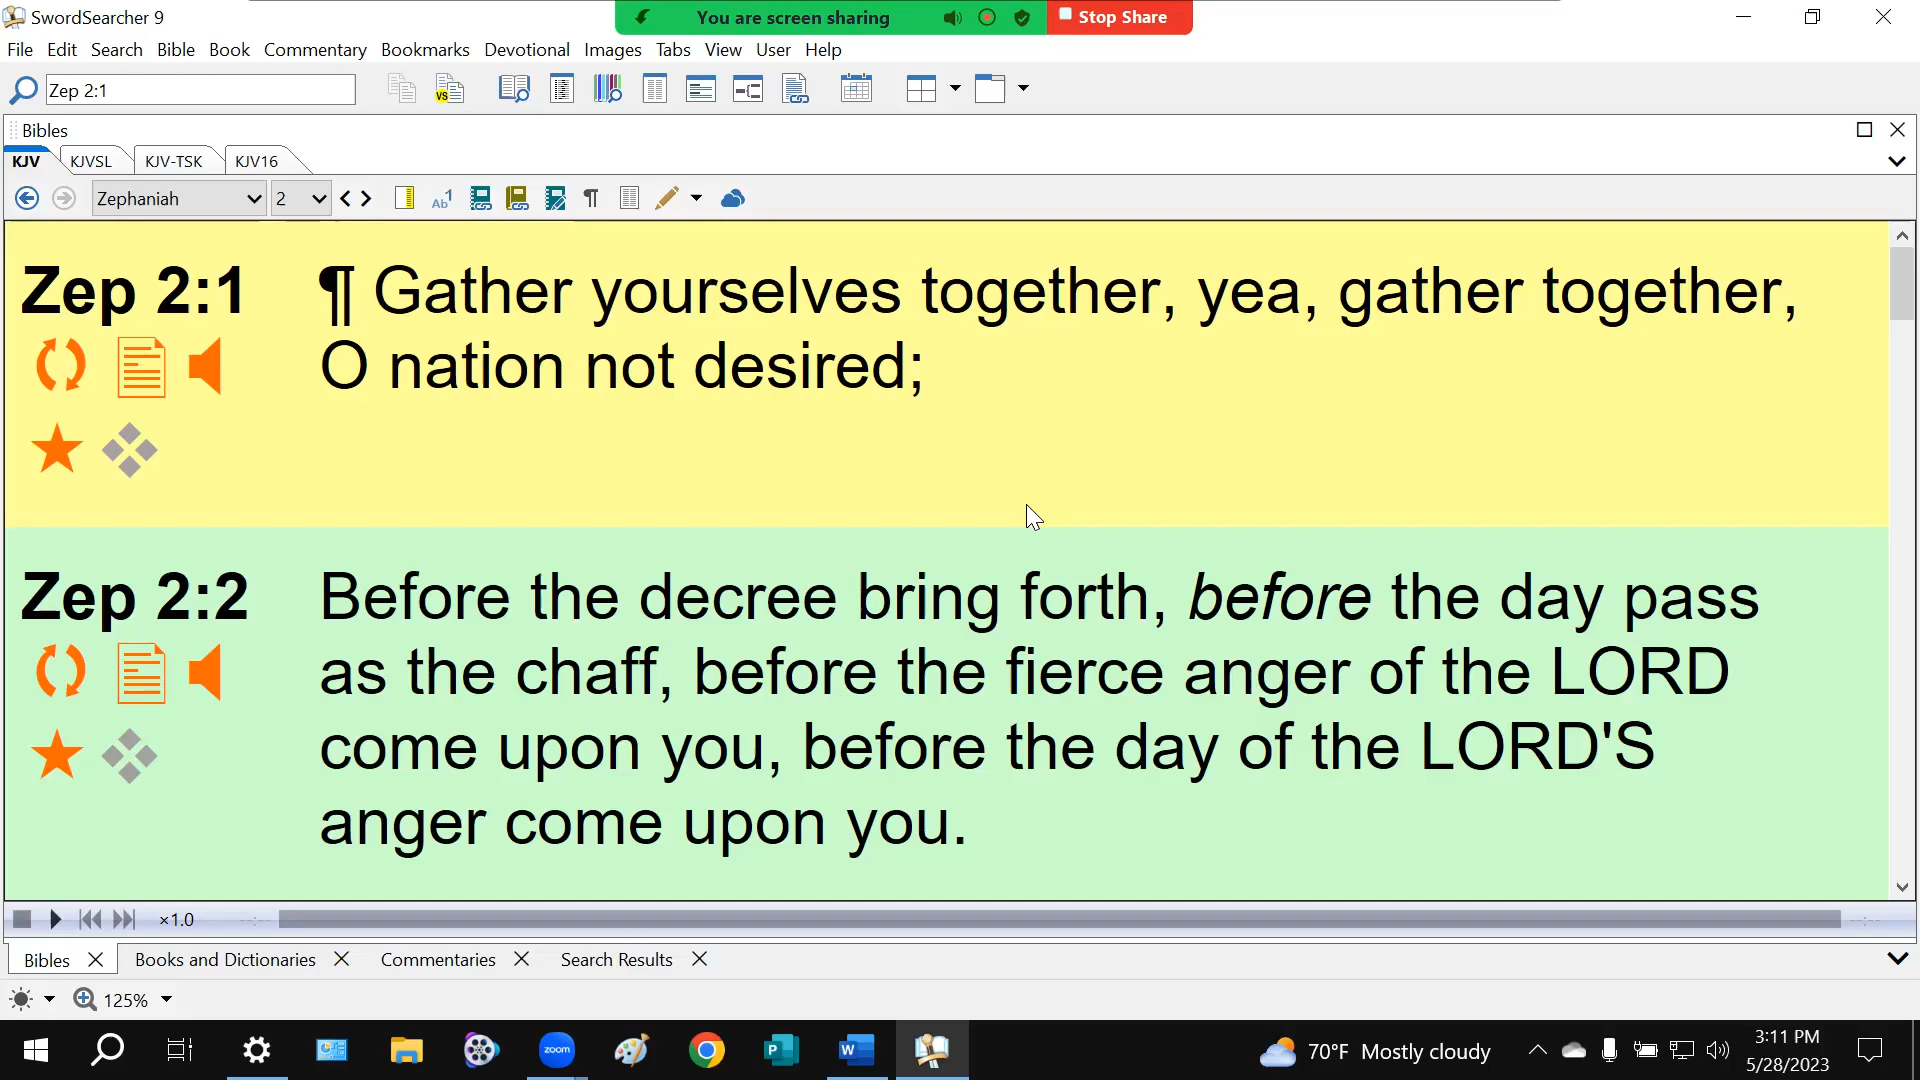 SwordSearcher 9
You are screen sharing
Stop Share
File Edit Search Bible Book Commentary Bookmarks Devotional Images Tabs View User Help
Zep 2:1
VS
Bibles
KJV KJVSL KJV-TSK KJV16
Zephaniah 2 Ab1 ¶
Zep 2:1 ¶ Gather yourselves together, yea, gather together,
O nation not desired;
Zep 2:2 Before the decree bring forth, before the day pass
as the chaff, before the fierce anger of the LORD
come upon you, before the day of the LORD'S
anger come upon you.
×1.0 --:-- --:--
Bibles Books and Dictionaries Commentaries Search Results
125%
zoom P W 70°F Mostly cloudy 3:11 PM
5/28/2023